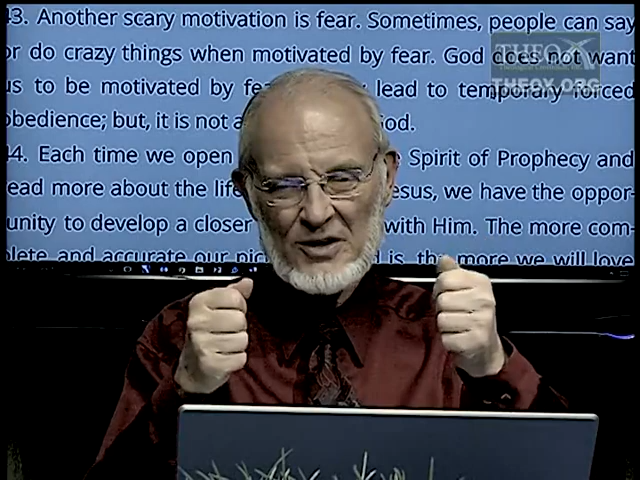 43. Another scary motivation is fear. Sometimes, people can say
or do crazy things when motivated by fear. God does not want
THEOX
us to be motivated by lead to temporary forced
THEOX.ORG
obedience; but, it is not God.
44. Each time we open Spirit of Prophecy and
read more about the life Jesus, we have the oppor-
tunity to develop a closer with Him. The more com-
plete and accurate our is, the more we will love